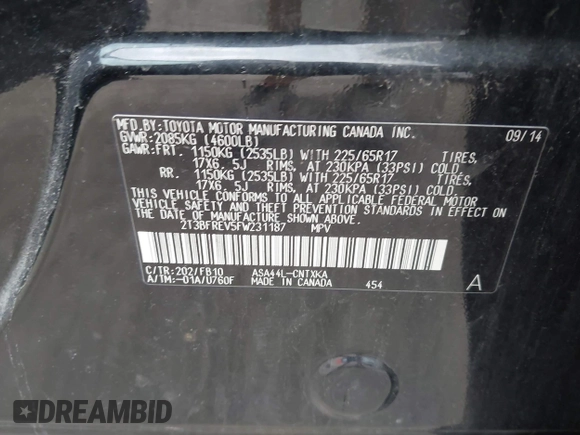 MFD.BY:TOYOTA MOTOR MANUFACTURING CANADA INC. 09/14
GVWR:2085KG (4600LB)
GAWR:FRT. 1150KG (2535LB) WITH 225/65R17 TIRES,
17X6. 5J RIMS, AT 230KPA (33PSI) COLD
RR. 1150KG (2535LB) WITH 225/65R17 TIRES,
17X6. 5J RIMS, AT 230KPA (33PSI) COLD.
THIS VEHICLE CONFORMS TO ALL APPLICABLE FEDERAL MOTOR
VEHICLE SAFETY AND THEFT PREVENTION STANDARDS IN EFFECT
ON THE DATE OF MANUFACTURE SHOWN ABOVE.
2T3BFREV5FW231187 MPV
C/TR:202/FB10 ASA44L-CNTXKA
A/TM:-01A/U760F MADE IN CANADA 454 A
DREAMBID